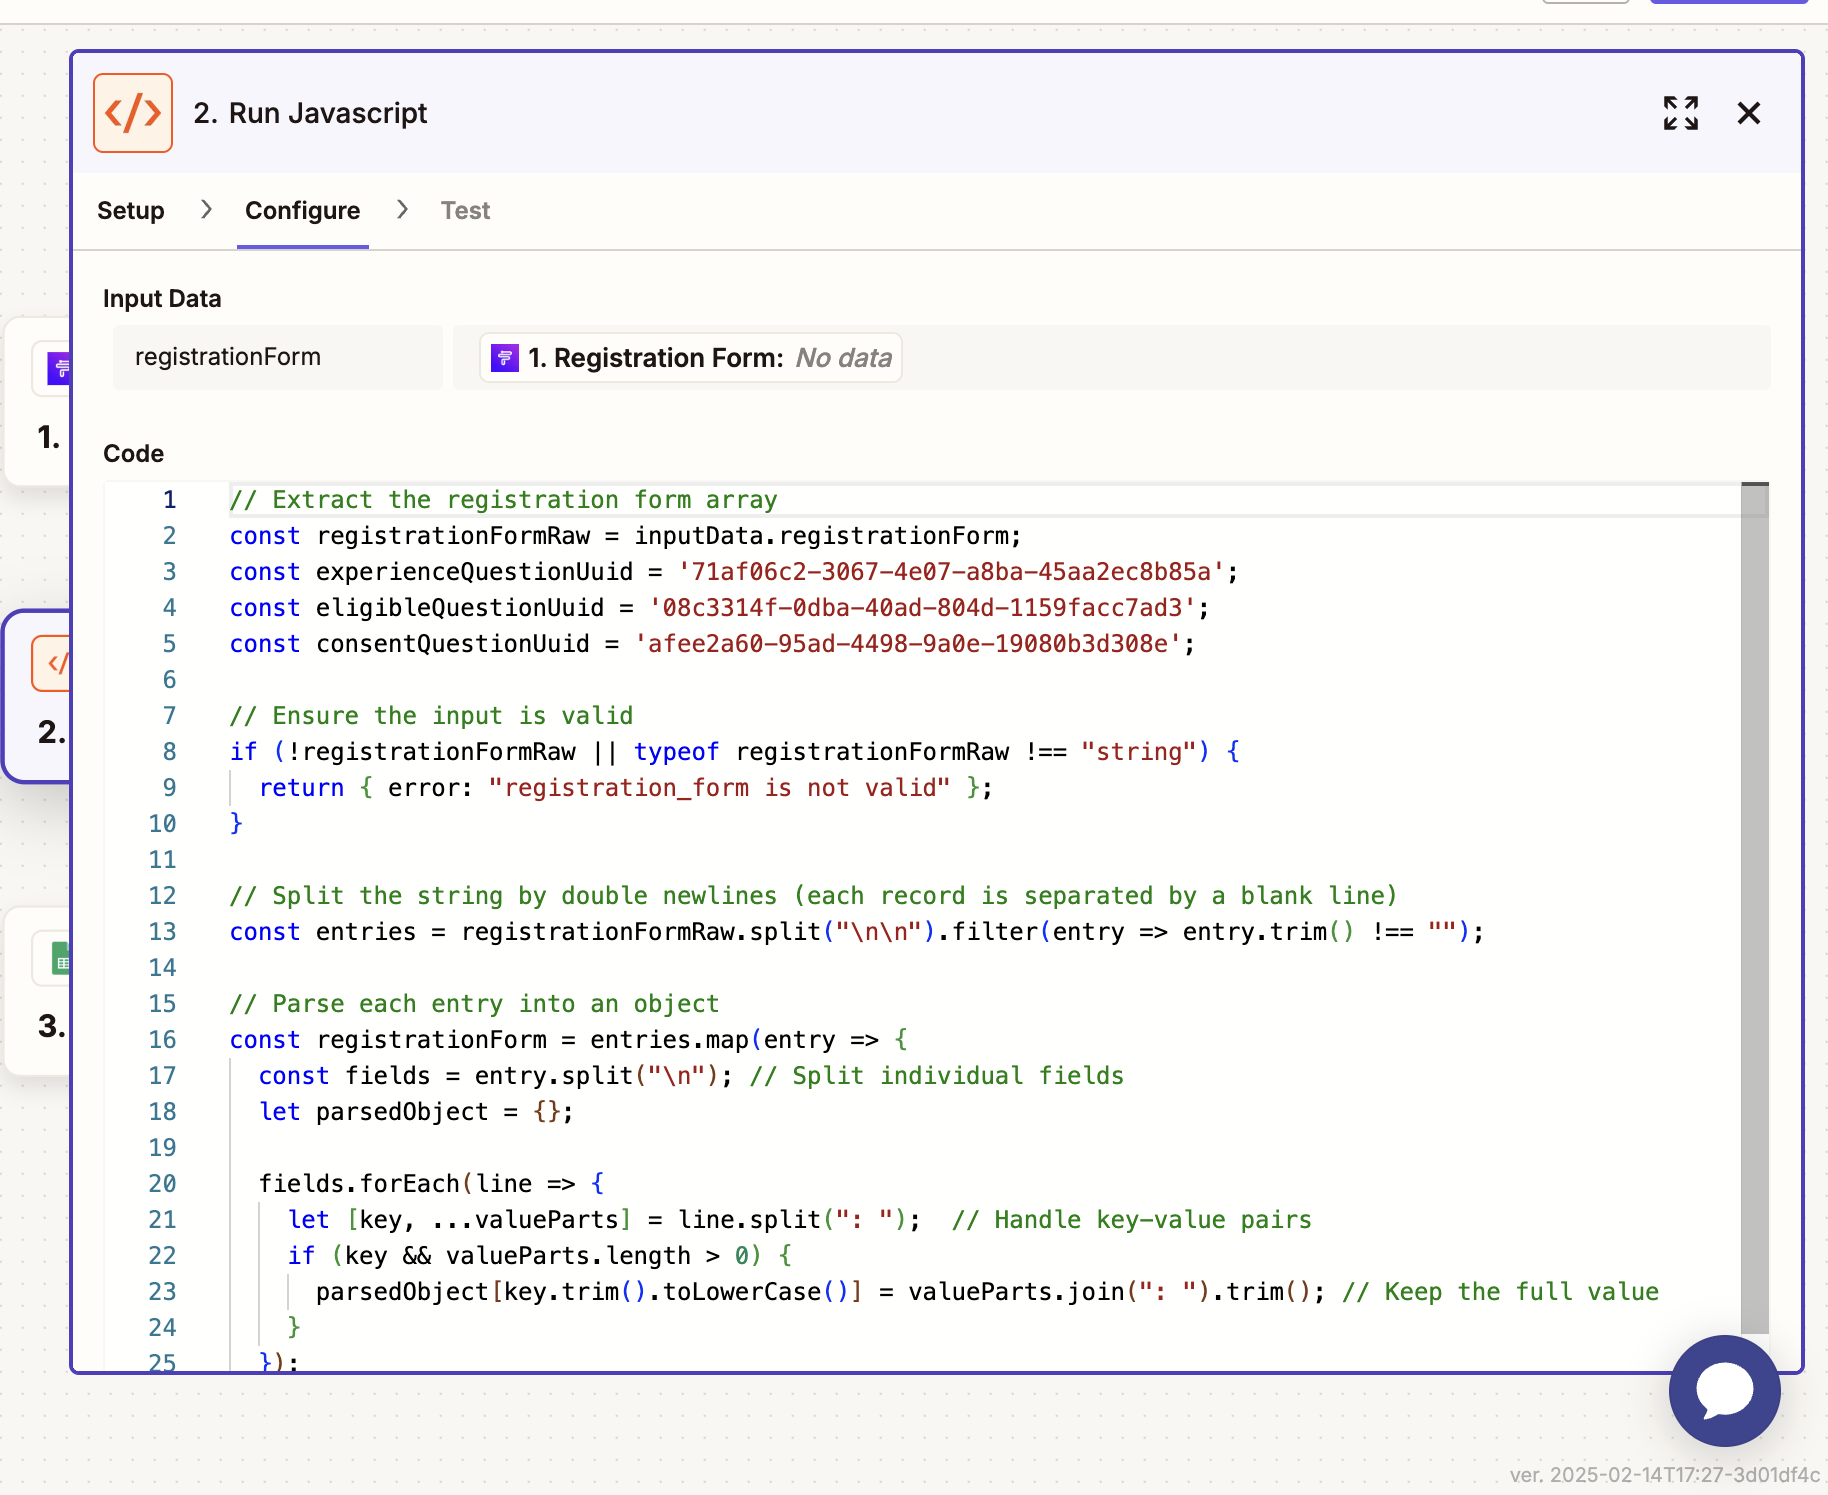 2. Run Javascript
Setup
Configure
Test
Input Data
registrationForm
1. Registration Form: No data
1.
2.
3.
Code
1 // Extract the registration form array
2 const registrationFormRaw = inputData.registrationForm;
3 const experienceQuestionUuid = '71af06c2-3067-4e07-a8ba-45aa2ec8b85a';
4 const eligibleQuestionUuid = '08c3314f-0dba-40ad-804d-1159facc7ad3';
5 const consentQuestionUuid = 'afee2a60-95ad-4498-9a0e-19080b3d308e';
6
7 // Ensure the input is valid
8 if (!registrationFormRaw || typeof registrationFormRaw !== "string") {
9 return { error: "registration_form is not valid" };
10 }
11
12 // Split the string by double newlines (each record is separated by a blank line)
13 const entries = registrationFormRaw.split("\n\n").filter(entry => entry.trim() !== "");
14
15 // Parse each entry into an object
16 const registrationForm = entries.map(entry => {
17 const fields = entry.split("\n"); // Split individual fields
18 let parsedObject = {};
19
20 fields.forEach(line => {
21 let [key, ...valueParts] = line.split(": "); // Handle key-value pairs
22 if (key && valueParts.length > 0) {
23 parsedObject[key.trim().toLowerCase()] = valueParts.join(": ").trim(); // Keep the full value
24 }
25 });
ver. 2025-02-14T17:27-3d01df4c